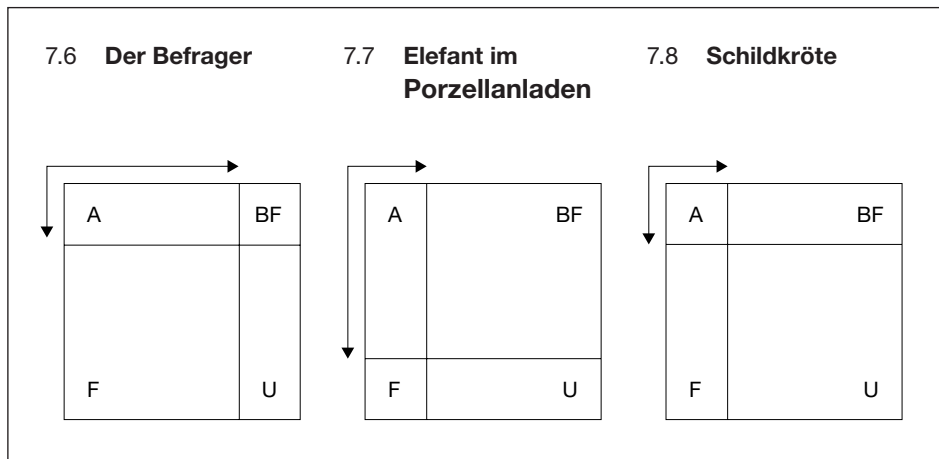 7.6 Der Befrager
7.7 Elefant im
Porzellanladen
7.8 Schildkröte
A BF
F U
A BF
F U
A BF
F U